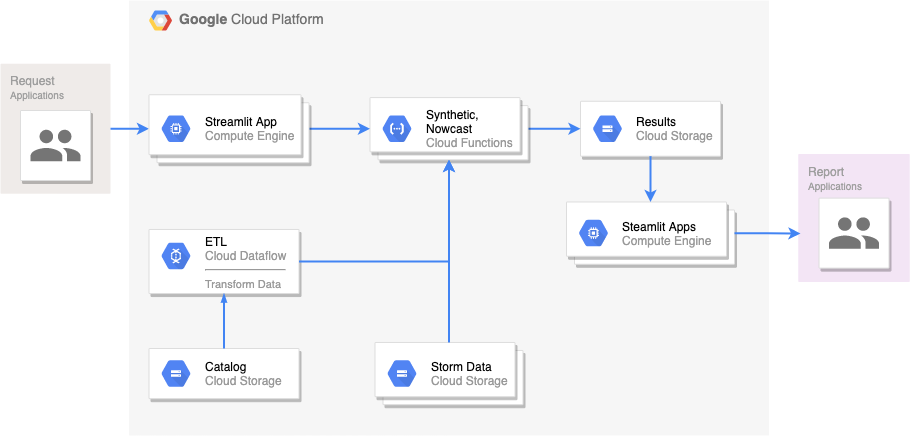 Google Cloud Platform
Request
Applications
Streamlit App
Compute Engine
Synthetic,
Nowcast
Cloud Functions
Results
Cloud Storage
Report
Applications
Steamlit Apps
Compute Engine
ETL
Cloud Dataflow
Transform Data
Catalog
Cloud Storage
Storm Data
Cloud Storage